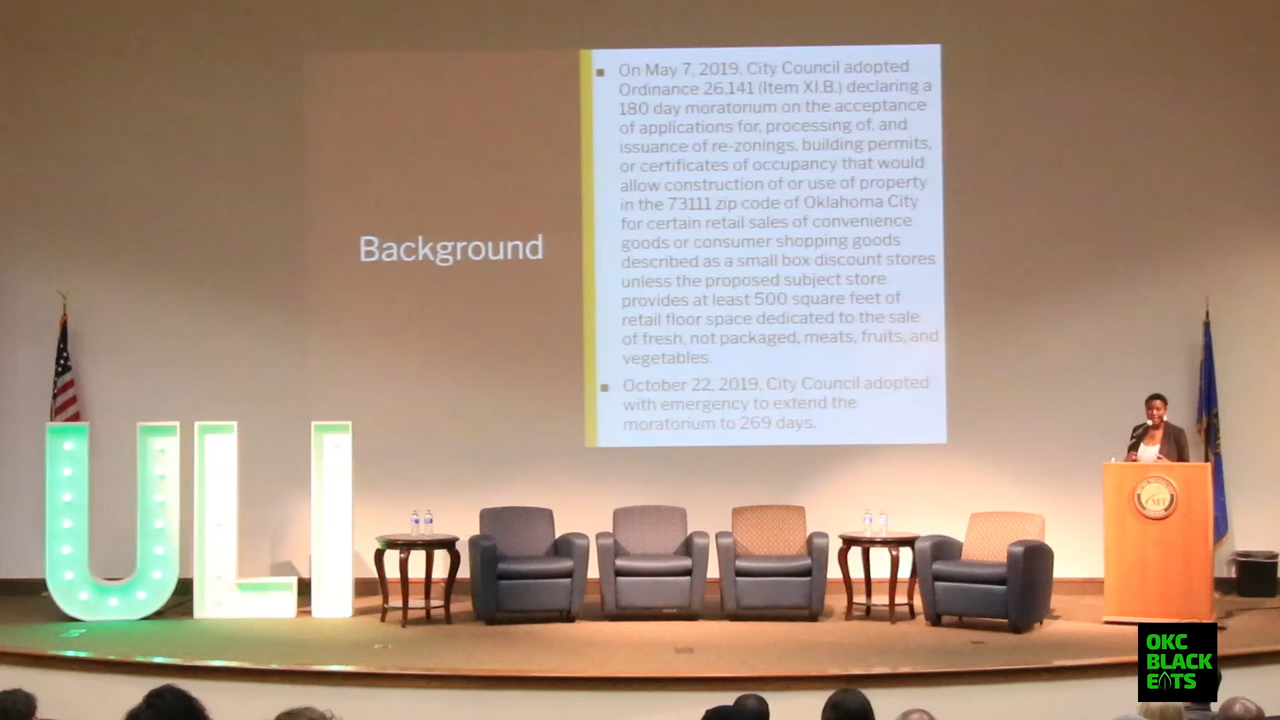 Background
On May 7, 2019, City Council adopted
Ordinance 26,141 (Item XI.B.) declaring a
180 day moratorium on the acceptance
of applications for, processing of, and
issuance of re-zonings, building permits,
or certificates of occupancy that would
allow construction of or use of property
in the 73111 zip code of Oklahoma City
for certain retail sales of convenience
goods or consumer shopping goods
described as a small box discount stores
unless the proposed subject store
provides at least 500 square feet of
retail floor space dedicated to the sale
of fresh, not packaged, meats, fruits, and
vegetables.
October 22, 2019, City Council adopted
with emergency to extend the
moratorium to 269 days.
ULI
OKC
BLACK
EATS